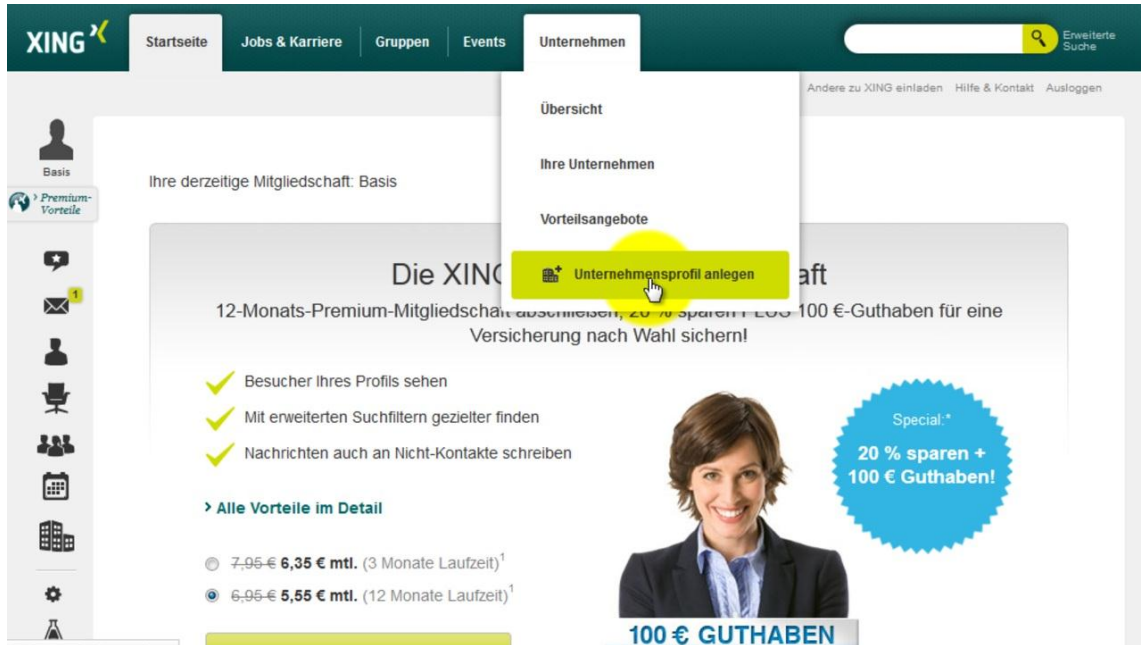 XING
Startseite
Jobs & Karriere
Gruppen
Events
Unternehmen
Erweiterte
Suche
Andere zu XING einladen
Hilfe & Kontakt
Ausloggen
Übersicht
Ihre Unternehmen
Vorteilsangebote
Unternehmensprofil anlegen
Basis
› Premium-
Vorteile
1
Ihre derzeitige Mitgliedschaft: Basis
Die XING
aft
12-Monats-Premium-Mitgliedschaft abschließen, 20 % sparen PLUS 100 €-Guthaben für eine
Versicherung nach Wahl sichern!
Besucher Ihres Profils sehen
Mit erweiterten Suchfiltern gezielter finden
Nachrichten auch an Nicht-Kontakte schreiben
› Alle Vorteile im Detail
7,95 € 6,35 € mtl. (3 Monate Laufzeit)¹
6,95 € 5,55 € mtl. (12 Monate Laufzeit)¹
Special:*
20 % sparen +
100 € Guthaben!
100 € GUTHABEN